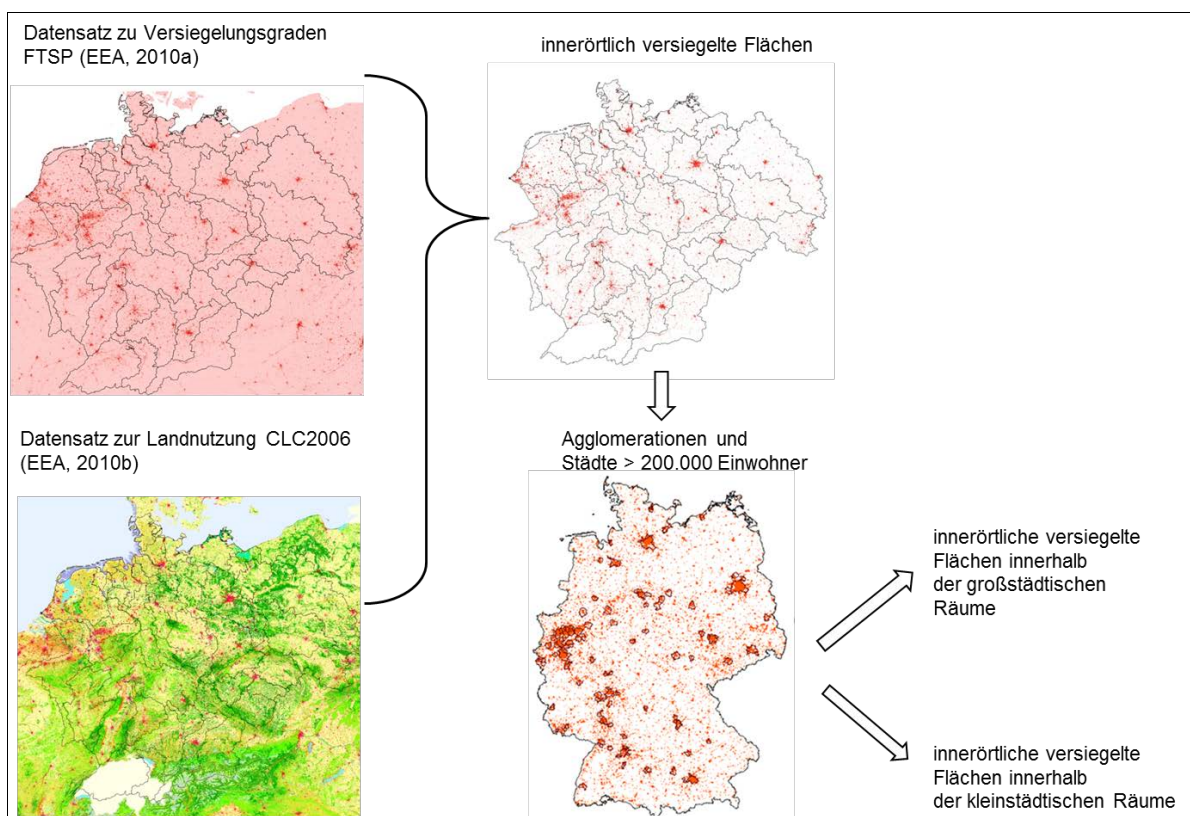 Datensatz zu Versiegelungsgraden
FTSP (EEA, 2010a)
innerörtlich versiegelte Flächen
Datensatz zur Landnutzung CLC2006
(EEA, 2010b)
Agglomerationen und
Städte > 200.000 Einwohner
innerörtliche versiegelte
Flächen innerhalb
der großstädtischen
Räume
innerörtliche versiegelte
Flächen innerhalb
der kleinstädtischen Räume